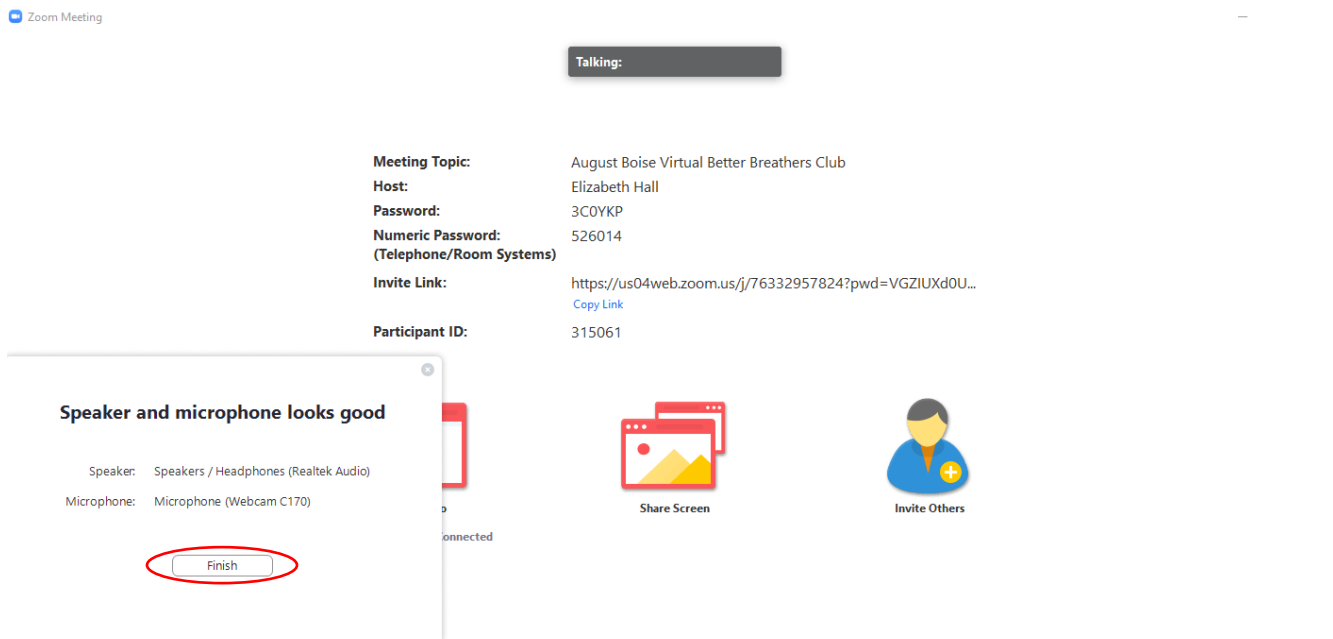 Zoom Meeting
Talking:
Meeting Topic: August Boise Virtual Better Breathers Club
Host: Elizabeth Hall
Password: 3C0YKP
Numeric Password: 526014
(Telephone/Room Systems)
Invite Link: https://us04web.zoom.us/j/76332957824?pwd=VGZIUXd0U...
Copy Link
Participant ID: 315061
Speaker and microphone looks good
Speaker: Speakers / Headphones (Realtek Audio)
Microphone: Microphone (Webcam C170)
Finish
Share Screen
Invite Others
onnected